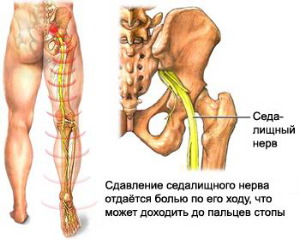 Седа-
лищный
нерв
Сдавление седалищного нерва
отдаётся болью по его ходу, что
может доходить до пальцев стопы